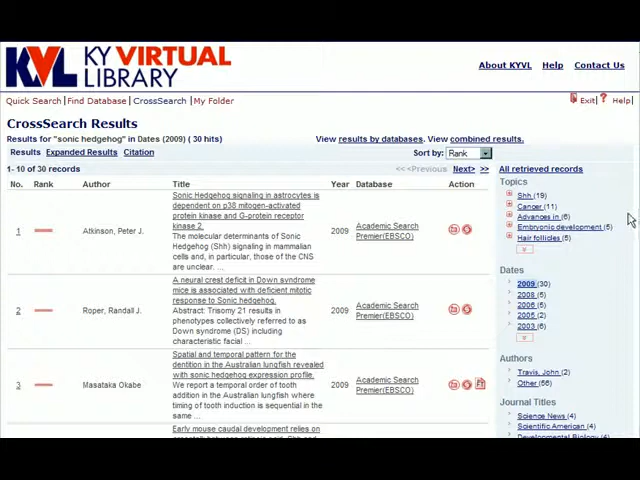 KYVL KY VIRTUAL LIBRARY
About KYVL Help Contact Us
Quick Search | Find Database | CrossSearch | My Folder
Exit | Help |
CrossSearch Results
Results for "sonic hedgehog" in Dates (2009) ( 30 hits)
View results by databases. View combined results.
Results Expanded Results Citation
Sort by: Rank
1- 10 of 30 records
<< <Previous Next> >>
No. Rank Author Title Year Database Action
1 Atkinson, Peter J.
Sonic Hedgehog signaling in astrocytes is
dependent on p38 mitogen-activated
protein kinase and G-protein receptor
kinase 2.
The molecular determinants of Sonic
Hedgehog (Shh) signaling in mammalian
cells and, in particular, those of the CNS
are unclear. ...
2009 Academic Search
Premier(EBSCO)
2 Roper, Randall J.
A neural crest deficit in Down syndrome
mice is associated with deficient mitotic
response to Sonic hedgehog.
Abstract: Trisomy 21 results in
phenotypes collectively referred to as
Down syndrome (DS) including
characteristic facial ...
2009 Academic Search
Premier(EBSCO)
3 Masataka Okabe
Spatial and temporal pattern for the
dentition in the Australian lungfish revealed
with sonic hedgehog expression profile.
We report a temporal order of tooth
addition in the Australian lungfish where
timing of tooth initiation is sequential in the
same ...
2009 Academic Search
Premier(EBSCO)
Early mouse caudal development relies on
All retrieved records
Topics
Shh (19)
Cancer (11)
Advances in (6)
Embryonic development (5)
Hair follicles (5)
Dates
2009 (30)
2008 (5)
2006 (5)
2005 (2)
2003 (6)
Authors
Travis, John (2)
Other (56)
Journal Titles
Science News (4)
Scientific American (4)
Developmental Biology (4)